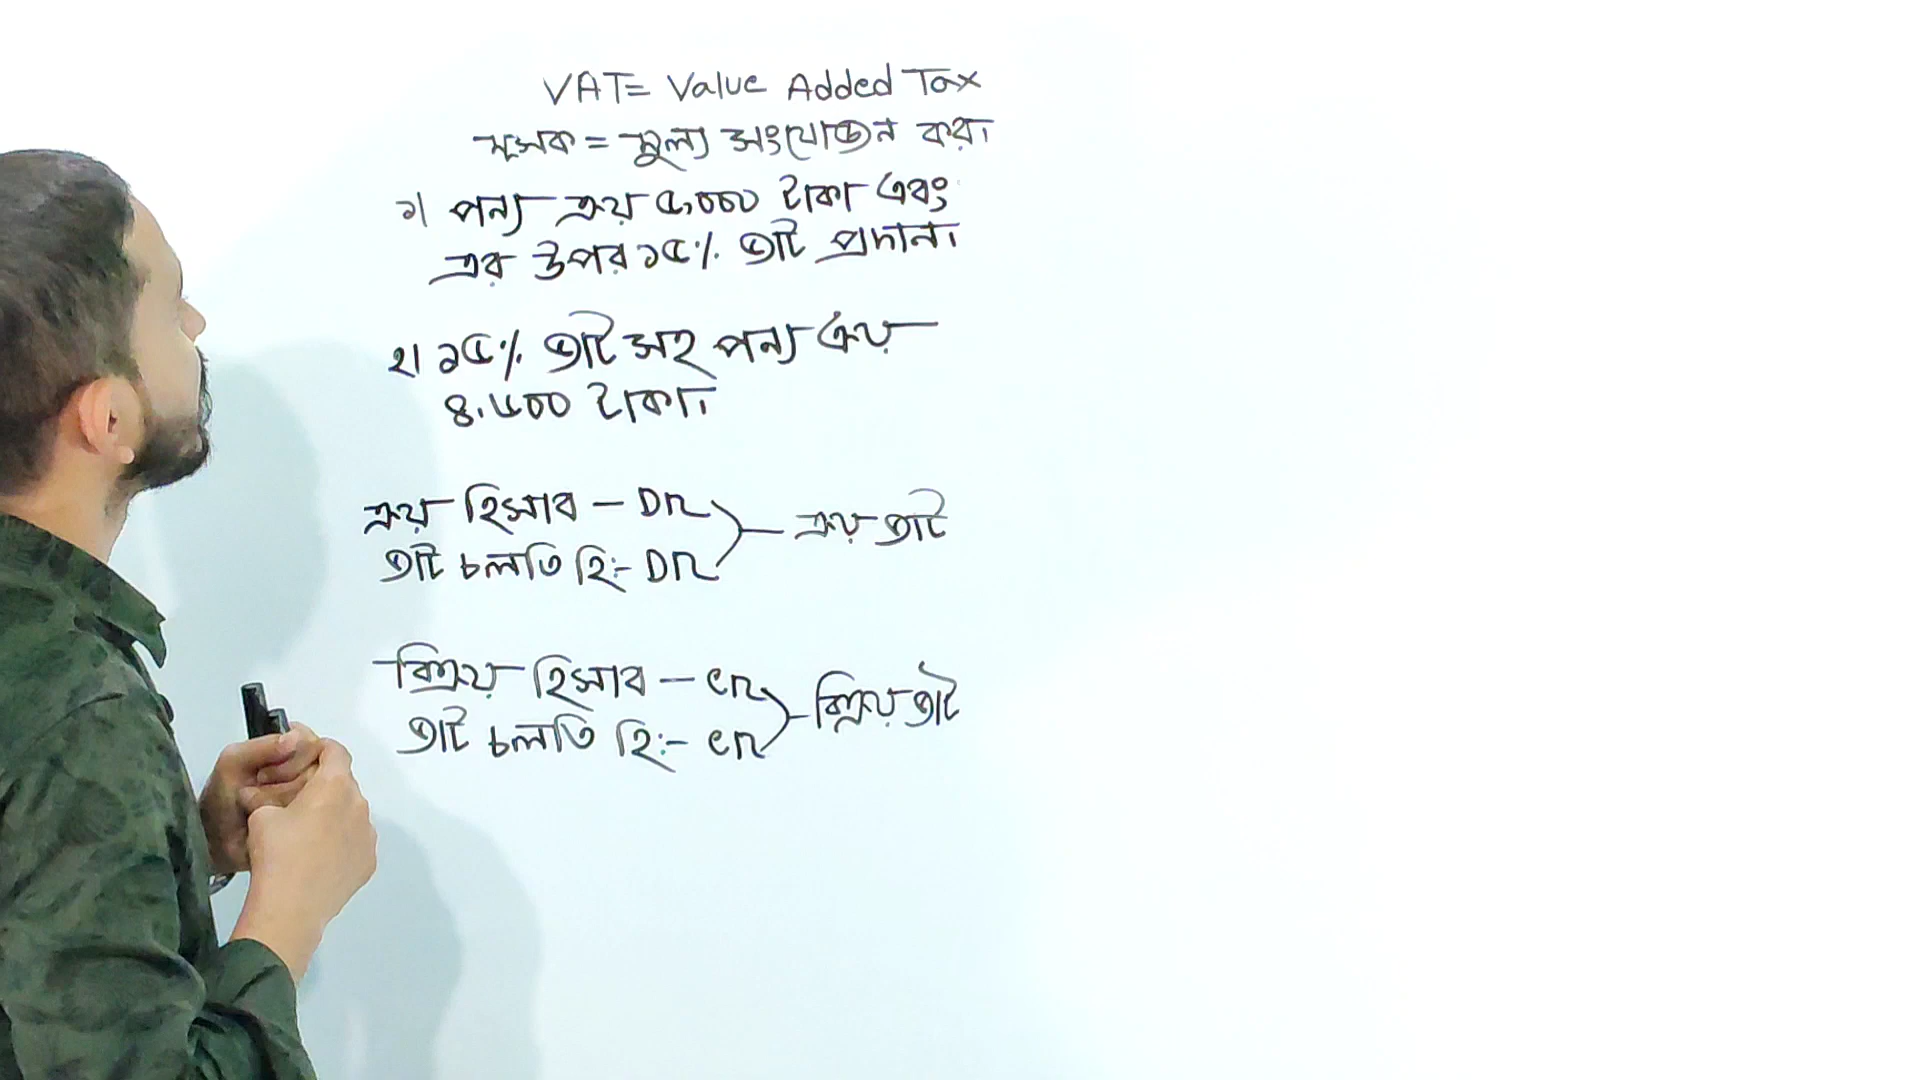 VAT= Value Added Tax
মূসক = মূল্য সংযোজন কর।
১। পন্য ক্রয় ৫,০০০ টাকা এবং
এর উপর ১৫% ভ্যাট প্রদান।
২। ১৫% ভ্যাট সহ পন্য ক্রয়
৪,৬০০ টাকা।
ক্রয় হিসাব – Dr
ভ্যাট চলতি হি:- Dr
ক্রয় ভ্যাট
বিক্রয় হিসাব – cr
ভ্যাট চলতি হি:- cr
বিক্রয় ভ্যাট